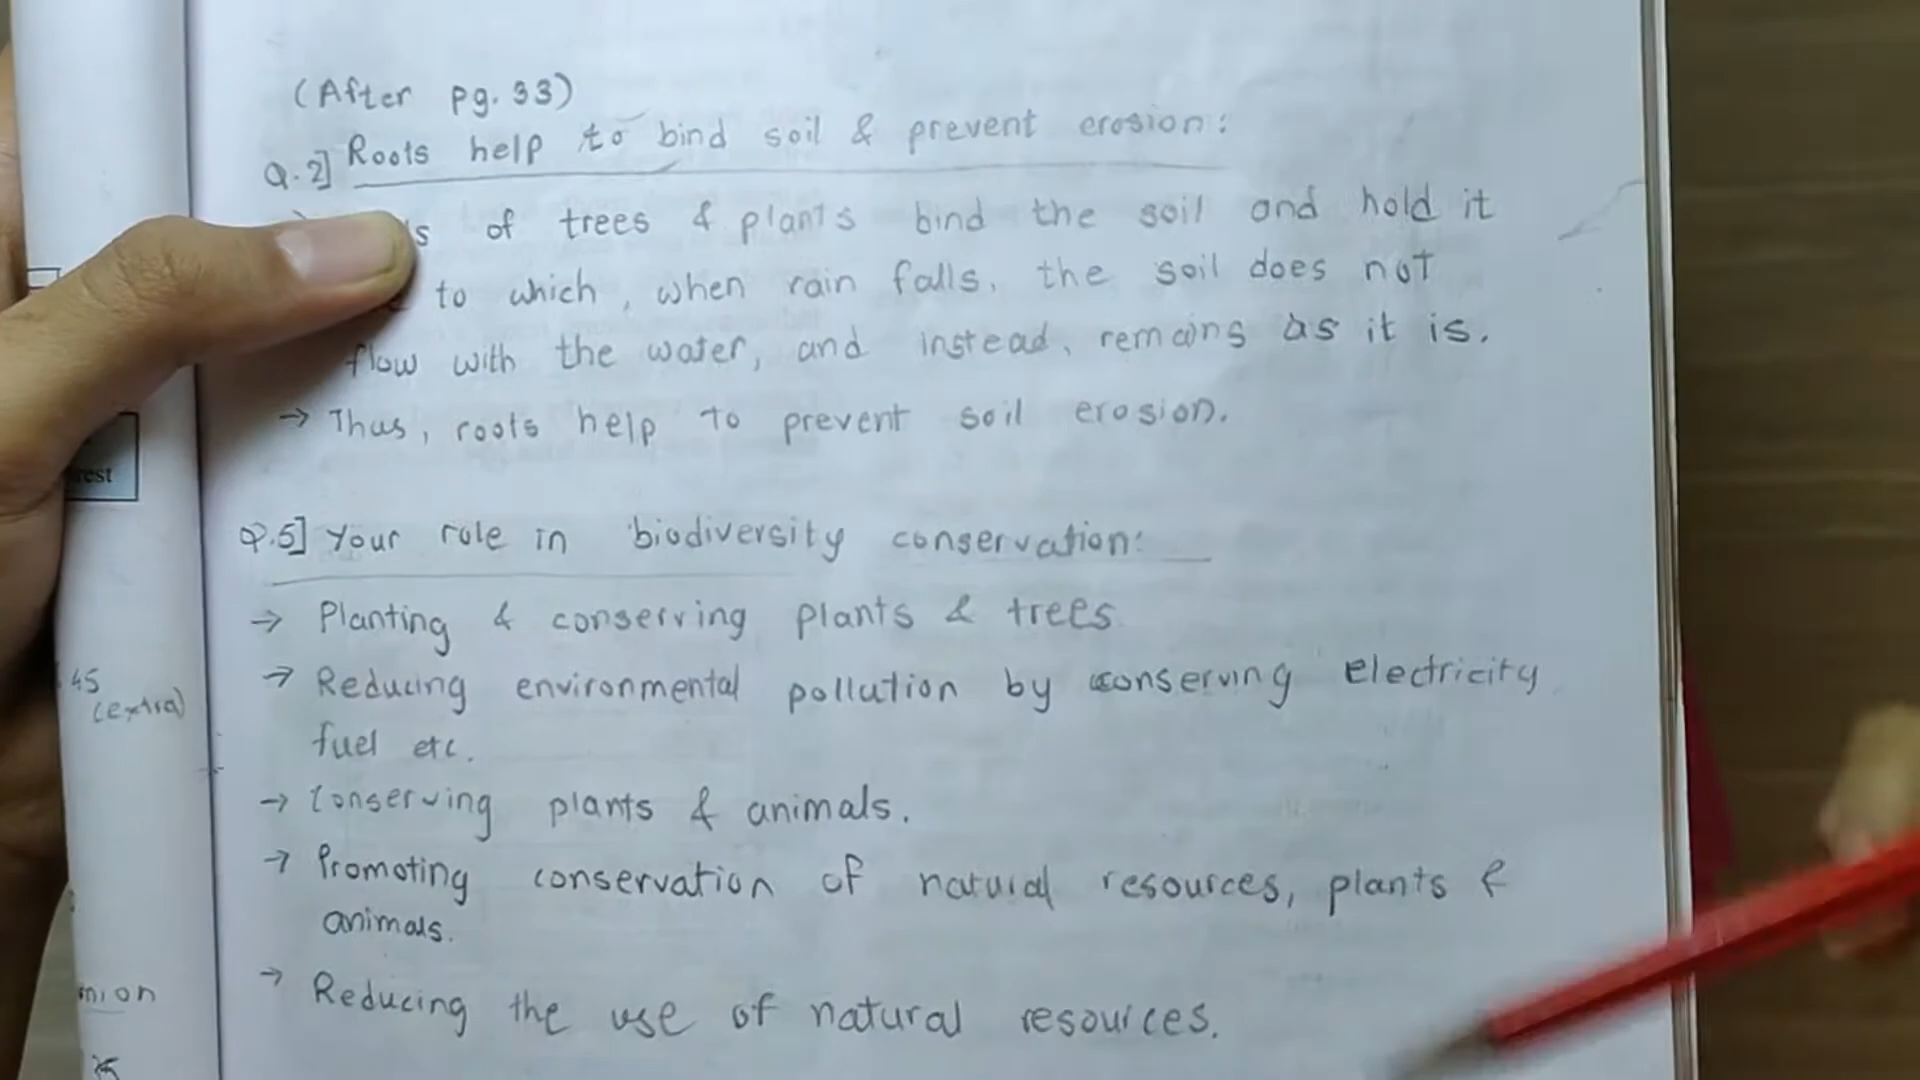 (After pg. 33)
Q.2] Roots help to bind soil & prevent erosion:
of trees & plants bind the soil and hold it
to which, when rain falls, the soil does not
flow with the water, and instead, remains as it is.
→ Thus, roots help to prevent soil erosion.
Q.5] Your role in biodiversity conservation:
→ Planting & conserving plants & trees
→ Reducing environmental pollution by conserving electricity
fuel etc.
→ Conserving plants & animals.
→ Promoting conservation of natural resources, plants &
animals.
→ Reducing the use of natural resources.
45
(extra)